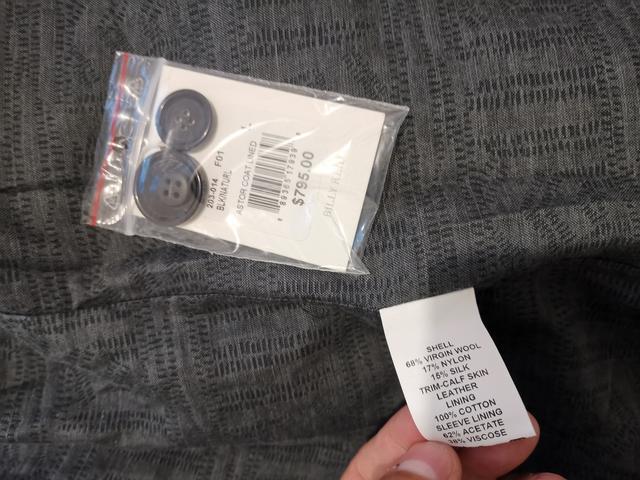 203-014 F01
BLK/NATURL L
ASTOR COAT LINED
$795.00
BILLY REID
SHELL
68% VIRGIN WOOL
17% NYLON
15% SILK
TRIM-CALF SKIN
LEATHER
LINING
100% COTTON
SLEEVE LINING
62% ACETATE
38% VISCOSE